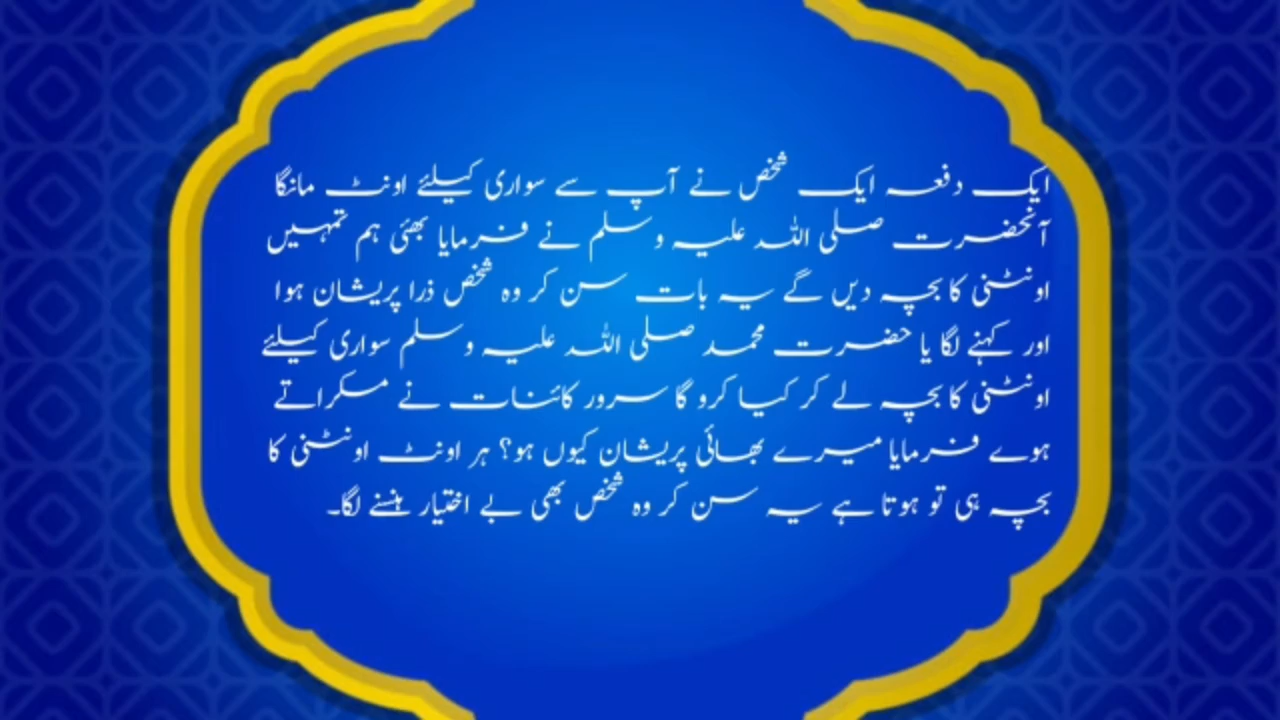 ایک دفعہ ایک شخص نے آپ سے سواری کیلئے اونٹ مانگا
آنحضرت صلی اللہ علیہ وسلم نے فرمایا بھئی ہم تمہیں
اونٹنی کا بچہ دیں گے یہ بات سن کر وہ شخص ذرا پریشان ہوا
اور کہنے لگا یا حضرت محمد صلی اللہ علیہ وسلم سواری کیلئے
اونٹنی کا بچہ لے کر کیا کرو گا سرور کائنات نے مسکراتے
ہوے فرمایا میرے بھائی پریشان کیوں ہو؟ ہر اونٹ اونٹنی کا
بچہ ہی تو ہوتا ہے یہ سن کر وہ شخص بھی بے اختیار ہنسنے لگا۔